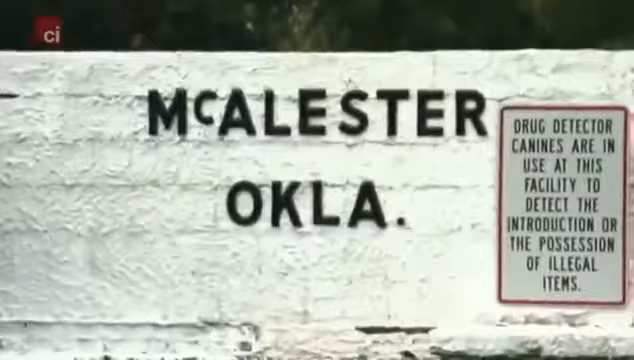 ci
McALESTER
OKLA.
DRUG DETECTOR
CANINES ARE IN
USE AT THIS
FACILITY TO
DETECT THE
INTRODUCTION OR
THE POSSESSION
OF ILLEGAL
ITEMS.